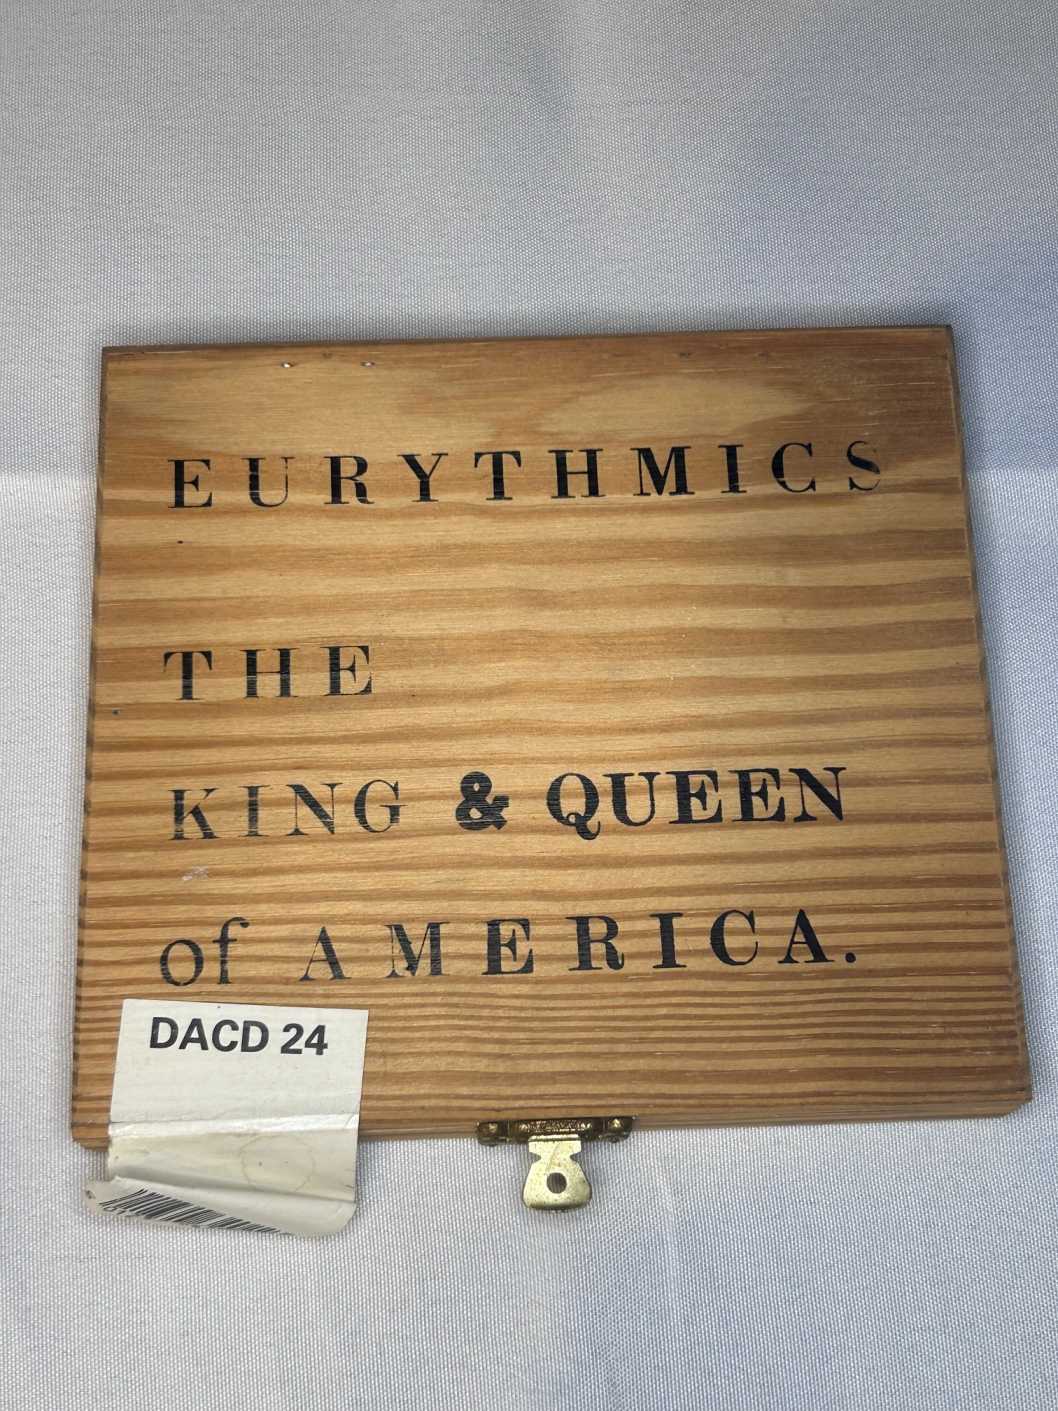 EURYTHMICS
THE
KING & QUEEN
of AMERICA.
DACD 24